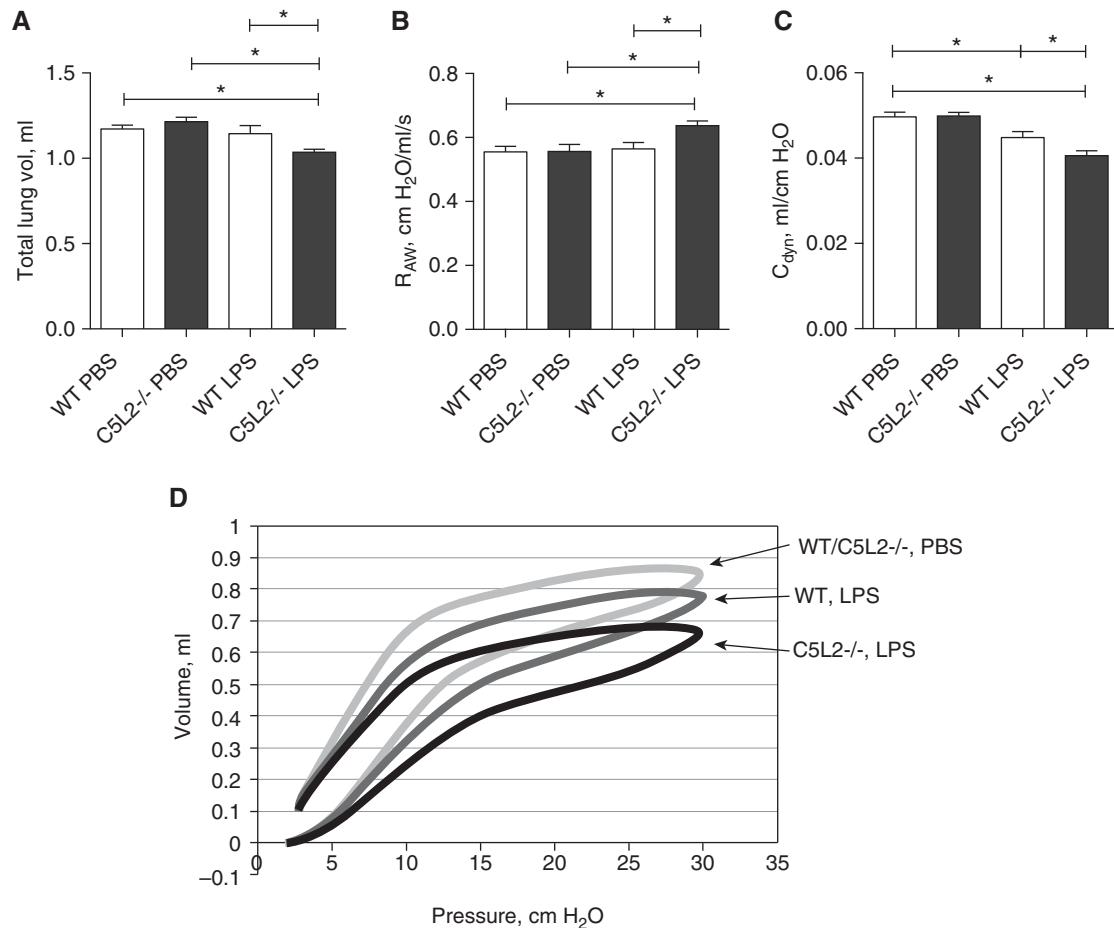 A
*
*
*
Total lung vol, ml
1.5
1.0
0.5
0.0
WT PBS
C5L2-/- PBS
WT LPS
C5L2-/- LPS
B
*
*
*
R_AW, cm H₂O/ml/s
0.8
0.6
0.4
0.2
0.0
WT PBS
C5L2-/- PBS
WT LPS
C5L2-/- LPS
C
* *
*
C_dyn, ml/cm H₂O
0.06
0.04
0.02
0.00
WT PBS
C5L2-/- PBS
WT LPS
C5L2-/- LPS
D
Volume, ml
1
0.9
0.8
0.7
0.6
0.5
0.4
0.3
0.2
0.1
0
–0.1
0 5 10 15 20 25 30 35
Pressure, cm H₂O
WT/C5L2-/-, PBS
WT, LPS
C5L2-/-, LPS